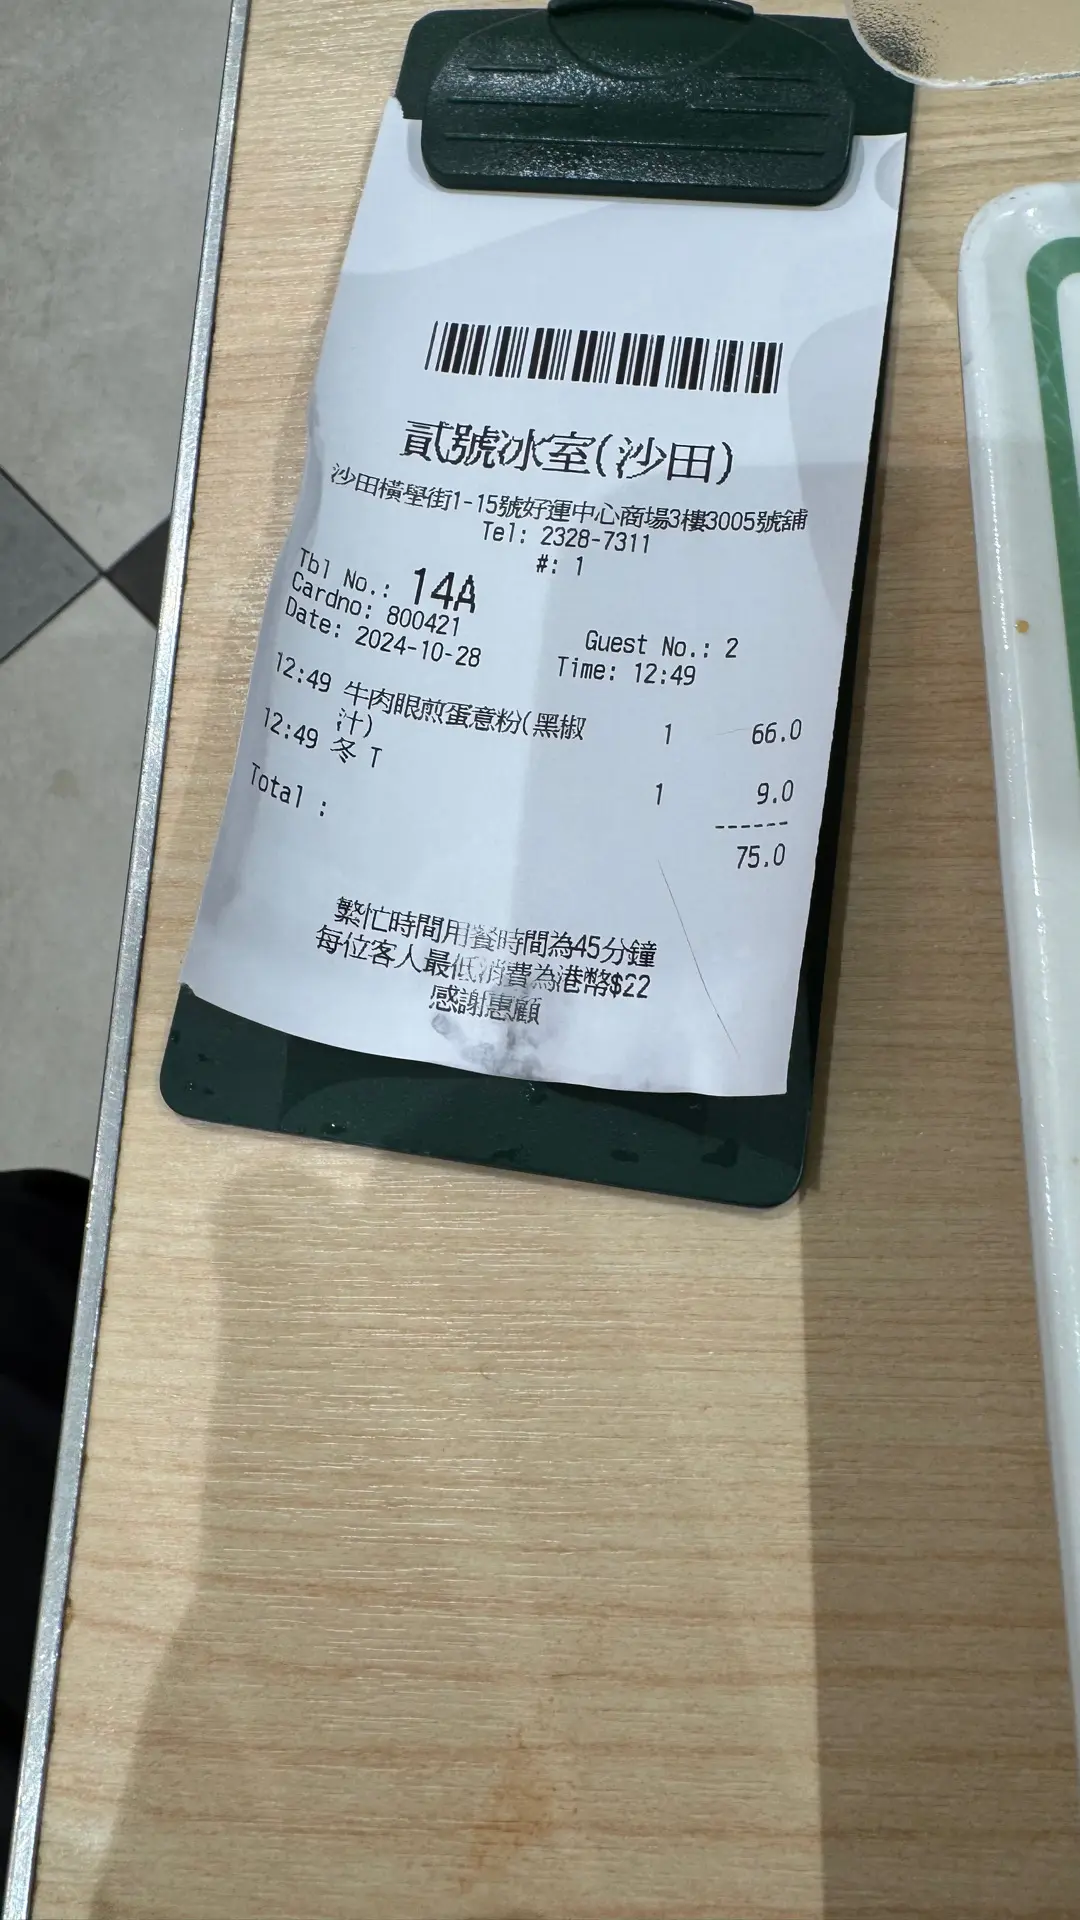 貳號冰室(沙田)
沙田橫壆街1-15號好運中心商場3樓3005號舖
Tel: 2328-7311
#: 1
Tbl No.: 14A
Cardno: 800421
Guest No.: 2
Date: 2024-10-28
Time: 12:49
12:49 牛肉眼煎蛋意粉(黑椒 1 66.0
汁)
12:49 冬 T 1 9.0
------
Total : 75.0
繁忙時間用餐時間為45分鐘
每位客人最低消費為港幣$22
感謝惠顧